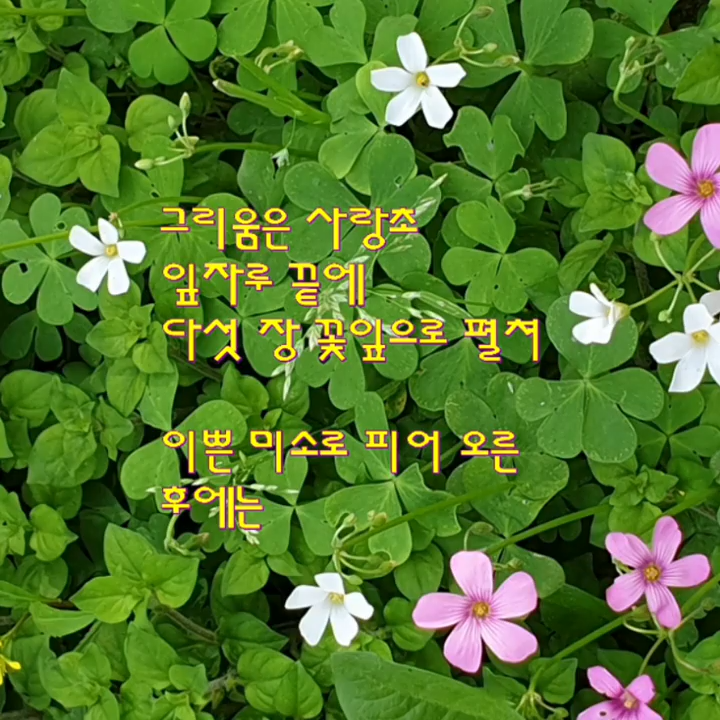 그리움은 사랑초
잎자루 끝에
다섯 장 꽃잎으로 펼쳐
이쁜 미소로 피어 오른
후에는